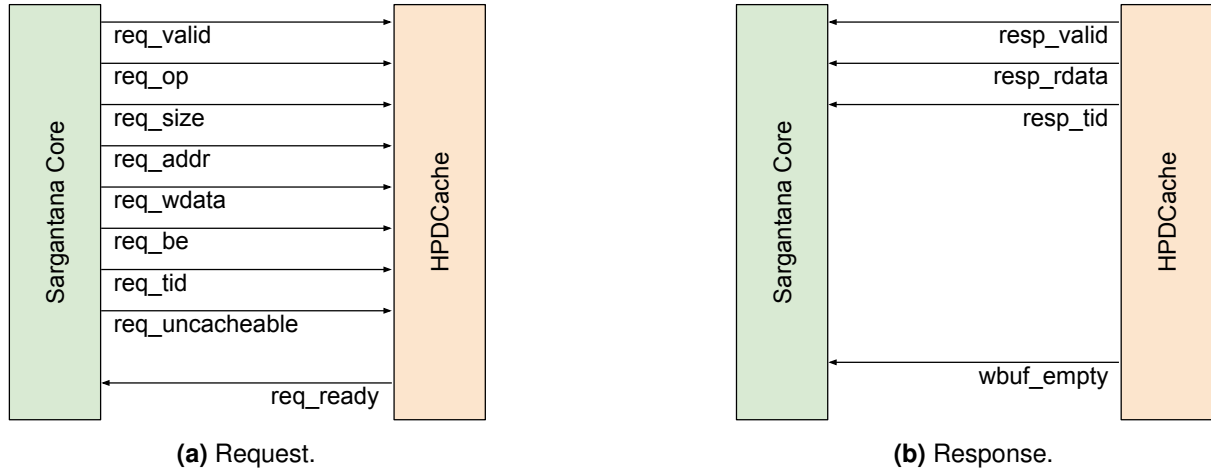 Sargantana Core
req_valid
req_op
req_size
req_addr
req_wdata
req_be
req_tid
req_uncacheable
req_ready
HPDCache
(a) Request.
Sargantana Core
resp_valid
resp_rdata
resp_tid
wbuf_empty
HPDCache
(b) Response.